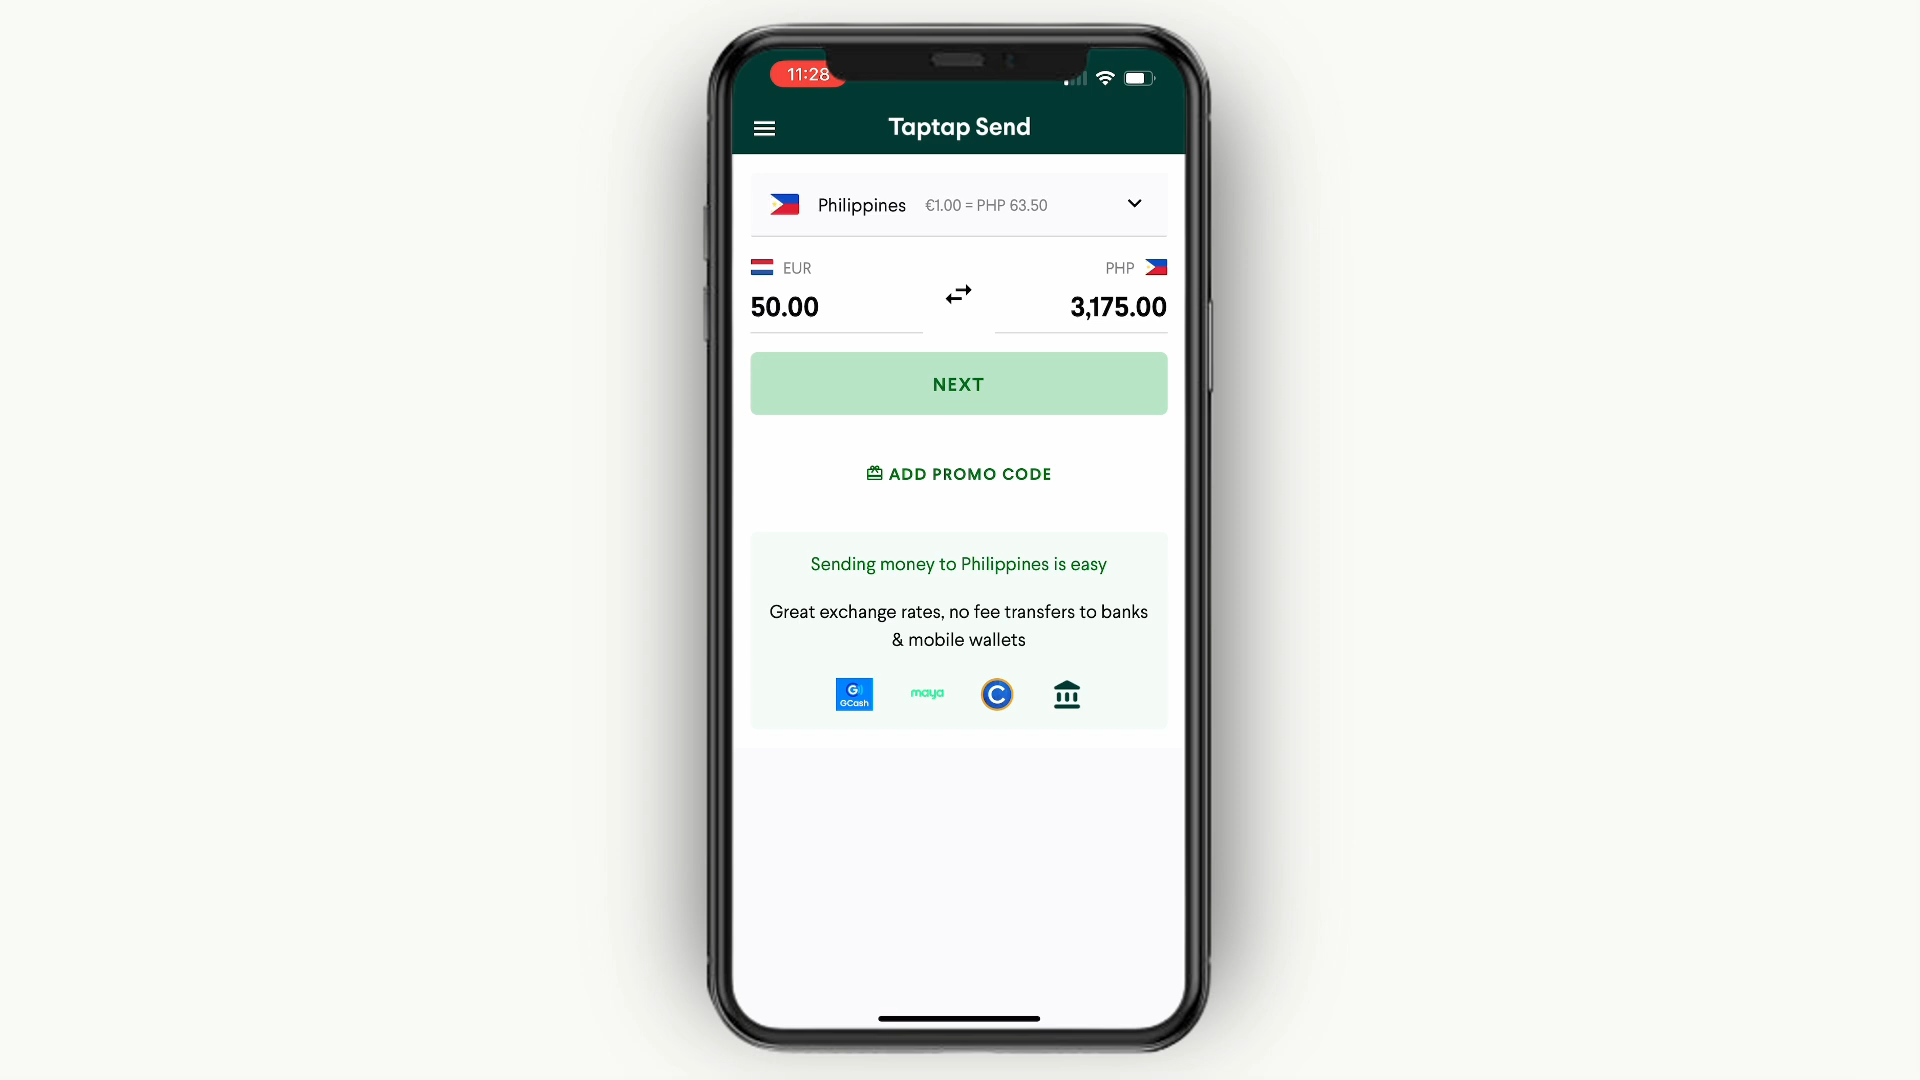 11:28
Taptap Send
Philippines €1.00 = PHP 63.50
EUR PHP
50.00 3,175.00
NEXT
ADD PROMO CODE
Sending money to Philippines is easy
Great exchange rates, no fee transfers to banks
& mobile wallets
G GCash maya C